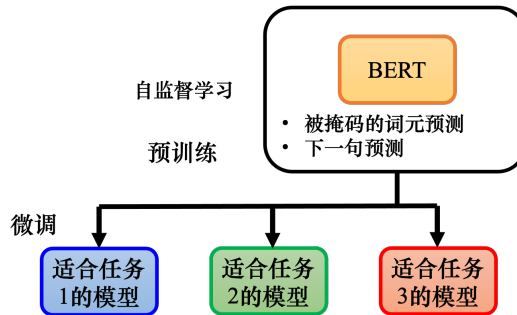 BERT
自监督学习
• 被掩码的词元预测
• 下一句预测
预训练
微调
适合任务
1的模型
适合任务
2的模型
适合任务
3的模型